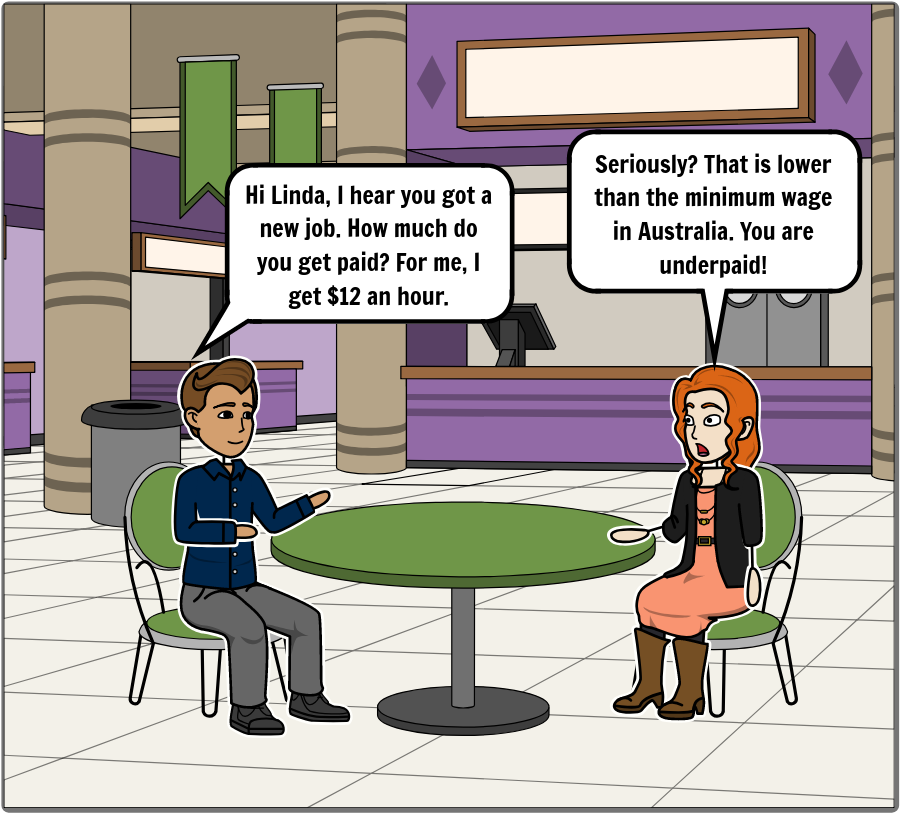 Hi Linda, I hear you got a
new job. How much do
you get paid? For me, I
get $12 an hour.
Seriously? That is lower
than the minimum wage
in Australia. You are
underpaid!